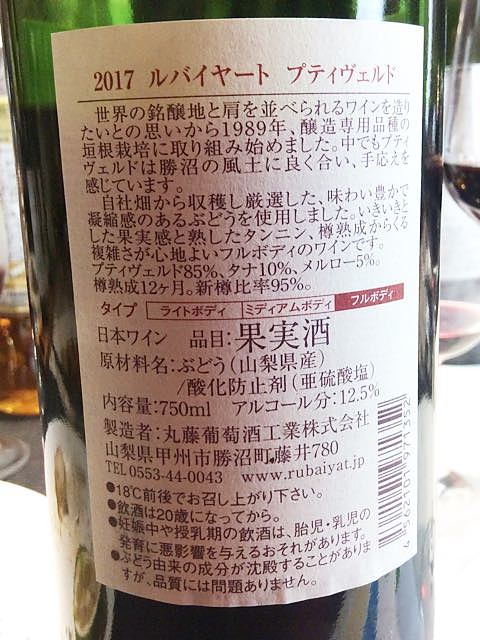 2017 ルバイヤート プティヴェルド
世界の銘醸地と肩を並べられるワインを造り
たいとの思いから1989年、醸造専用品種の
垣根栽培に取り組み始めました。中でもプティ
ヴェルドは勝沼の風土に良く合い、手応えを
感じています。
自社畑から収穫し厳選した、味わい豊かで
凝縮感のあるぶどうを使用しました。いきいきと
した果実感と熟したタンニン、樽熟成からくる
複雑さが心地よいフルボディのワインです。
プティヴェルド85%、タナ10%、メルロー5%。
樽熟成12ヶ月。新樽比率95%。
タイプ ライトボディ ミディアムボディ フルボディ
日本ワイン 品目:果実酒
原材料名:ぶどう(山梨県産)
/酸化防止剤(亜硫酸塩)
内容量:750ml アルコール分:12.5%
製造者:丸藤葡萄酒工業株式会社
山梨県甲州市勝沼町藤井780
TEL 0553-44-0043 www.rubaiyat.jp
●18℃前後でお召し上がり下さい。
●飲酒は20歳になってから。
●妊娠中や授乳期の飲酒は、胎児・乳児の
発育に悪影響を与えるおそれがあります。
●ぶどう由来の成分が沈殿することがありま
すが、品質には問題ありません。
4562101971352